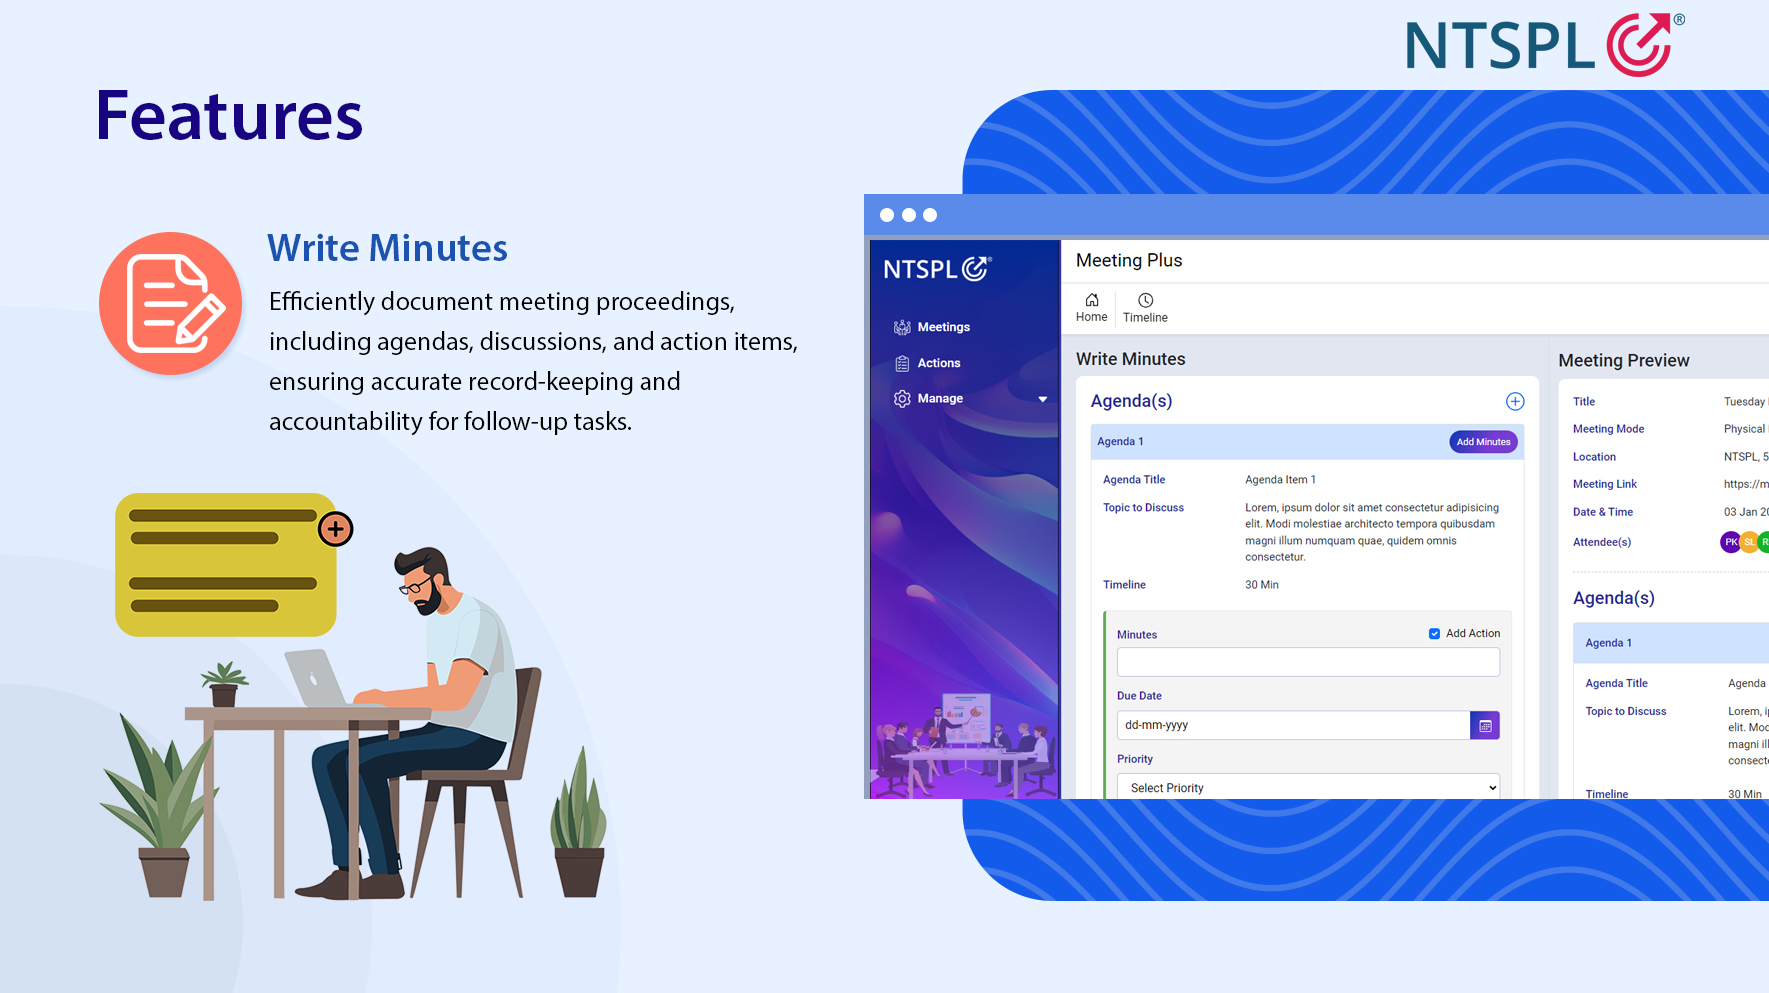 NTSPL®
Features
Write Minutes
Efficiently document meeting proceedings,
including agendas, discussions, and action items,
ensuring accurate record-keeping and
accountability for follow-up tasks.
NTSPL®
Meetings
Actions
Manage
Meeting Plus
Home
Timeline
Write Minutes
Agenda(s)
Agenda 1
Add Minutes
Agenda Title
Agenda Item 1
Topic to Discuss
Lorem, ipsum dolor sit amet consectetur adipisicing
elit. Modi molestiae architecto tempora quibusdam
magni illum numquam quae, quidem omnis
consectetur.
Timeline
30 Min
Minutes
Add Action
Due Date
dd-mm-yyyy
Priority
Select Priority
Meeting Preview
Title
Tuesday
Meeting Mode
Physical
Location
NTSPL, 5
Meeting Link
https://m
Date & Time
03 Jan 20
Attendee(s)
PK
SL
R
Agenda(s)
Agenda 1
Agenda Title
Agenda
Topic to Discuss
Lorem, i
elit. Mod
magni ill
consecte
Timeline
30 Min